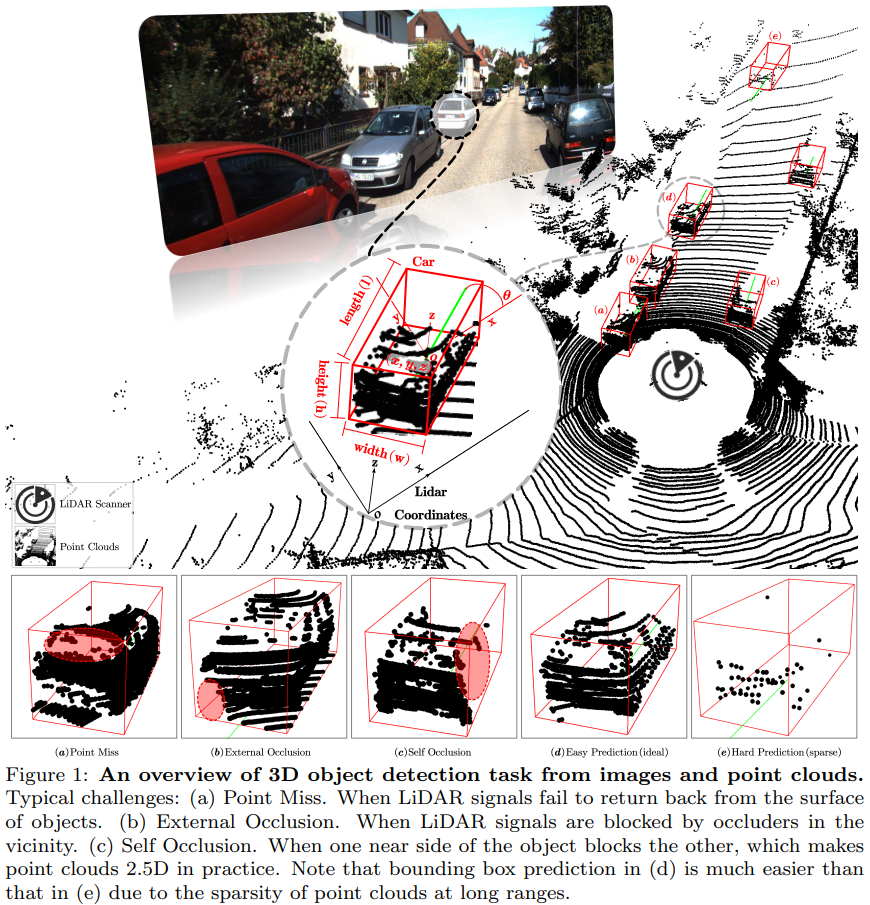 (e)
(d)
(b)
(c)
(a)
Car
length (l)
θ
z
y
x
o
(x, y, z)
height (h)
width (w)
y
z
x
Lidar
o
Coordinates
LiDAR Scanner
Point Clouds
(a) Point Miss
(b) External Occlusion
(c) Self Occlusion
(d) Easy Prediction (ideal)
(e) Hard Prediction (sparse)
Figure 1: An overview of 3D object detection task from images and point clouds.
Typical challenges: (a) Point Miss. When LiDAR signals fail to return back from the surface
of objects. (b) External Occlusion. When LiDAR signals are blocked by occluders in the
vicinity. (c) Self Occlusion. When one near side of the object blocks the other, which makes
point clouds 2.5D in practice. Note that bounding box prediction in (d) is much easier than
that in (e) due to the sparsity of point clouds at long ranges.